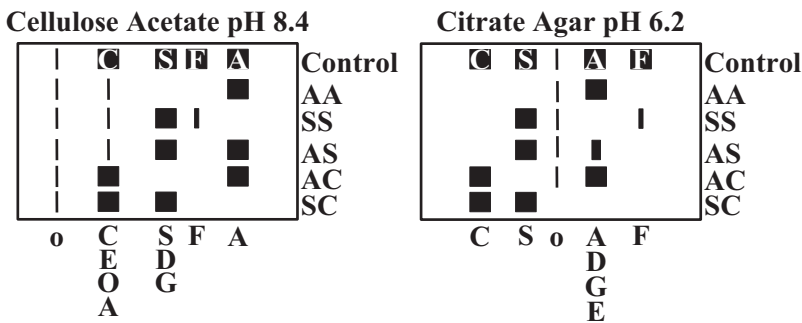 Cellulose Acetate pH 8.4
C S F A Control
AA
SS
AS
AC
SC
o C S F A
E D
O G
A
Citrate Agar pH 6.2
C S A F Control
AA
SS
AS
AC
SC
C S o A F
D
G
E